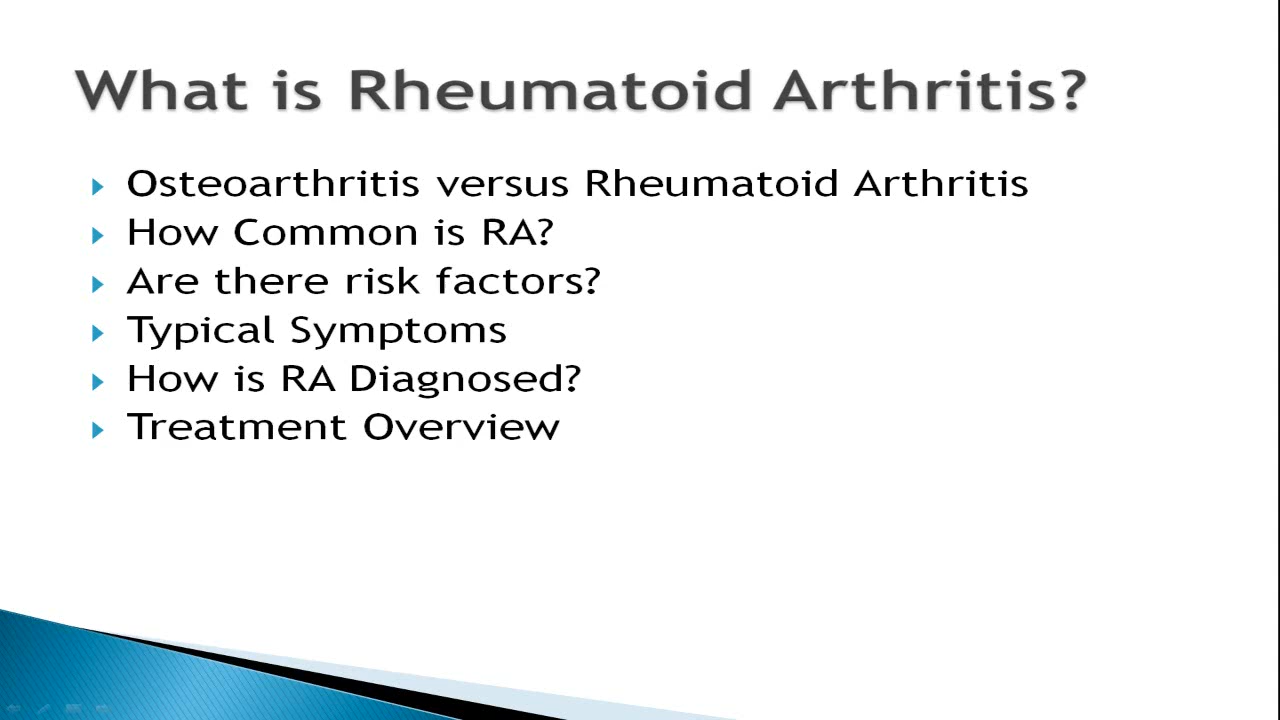 What is Rheumatoid Arthritis?
Osteoarthritis versus Rheumatoid Arthritis
How Common is RA?
Are there risk factors?
Typical Symptoms
How is RA Diagnosed?
Treatment Overview